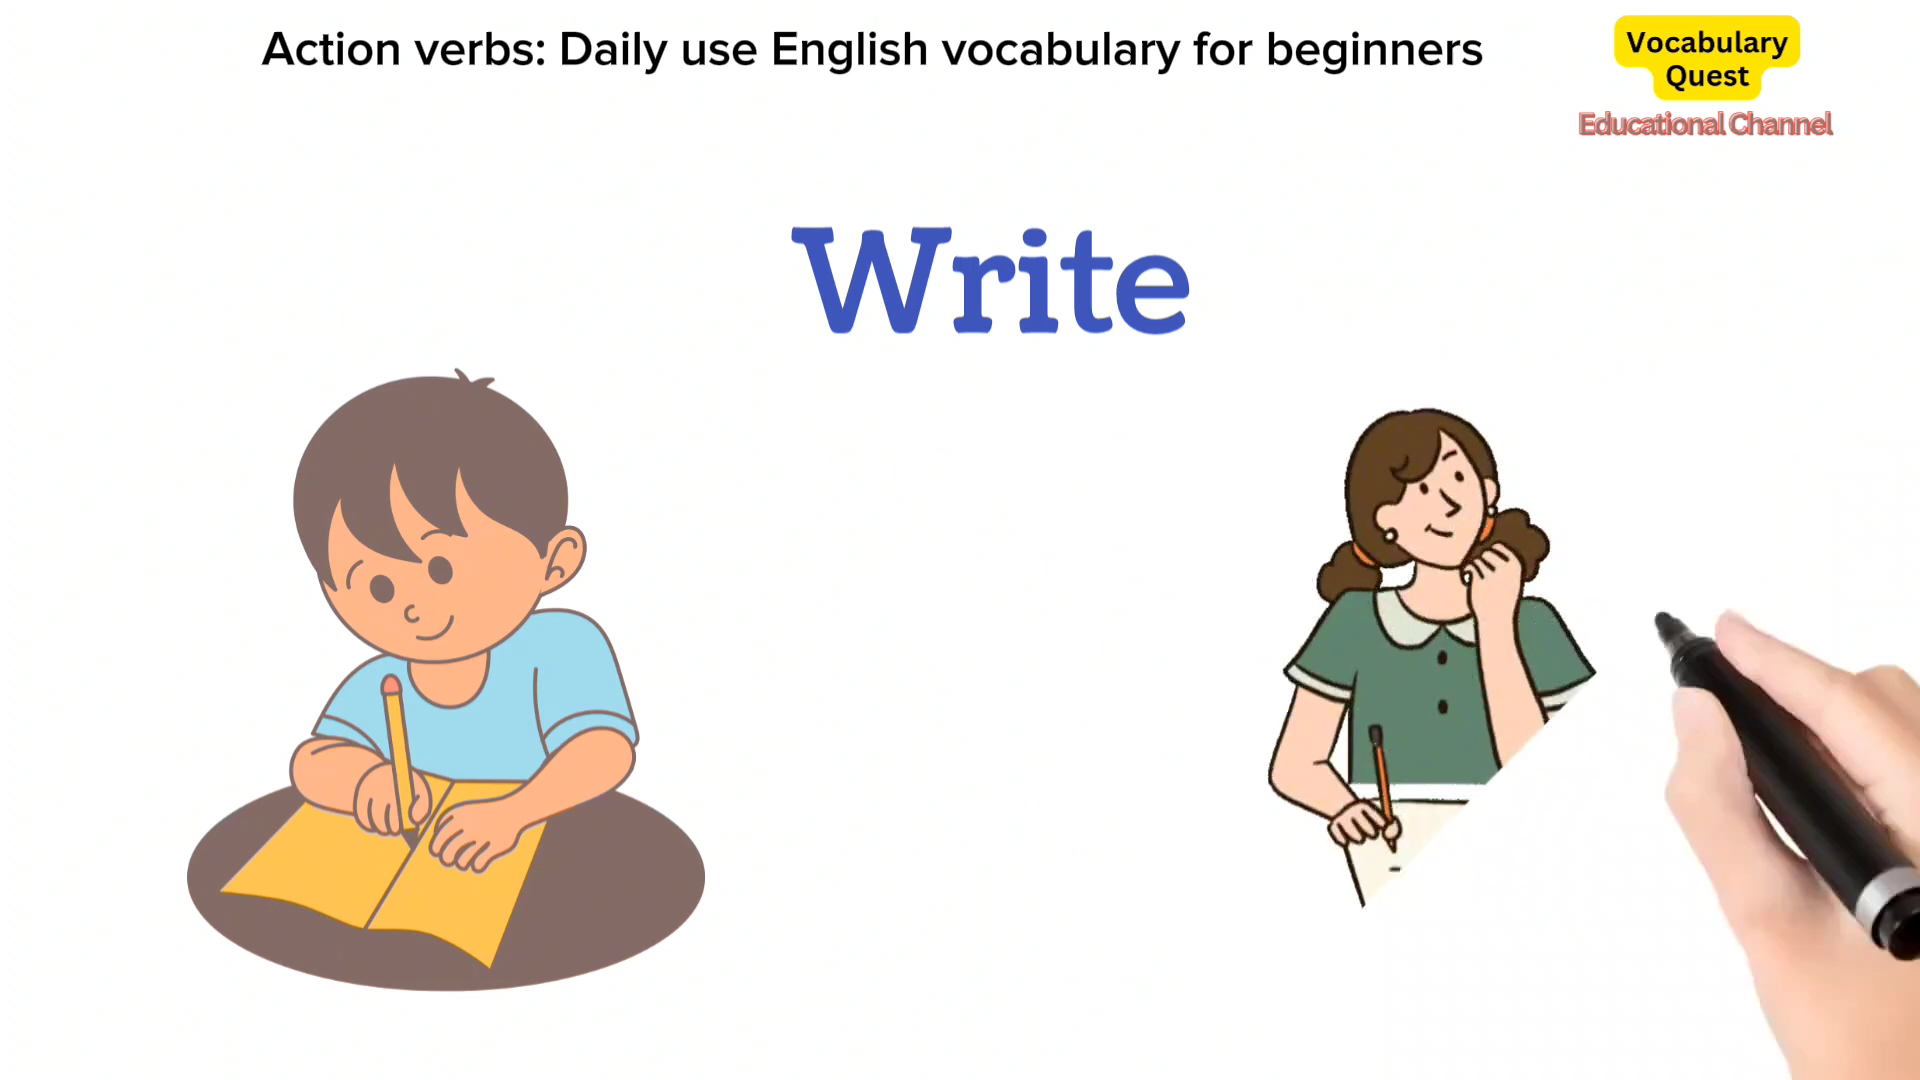 Action verbs: Daily use English vocabulary for beginners
Vocabulary
Quest
Educational Channel
Write